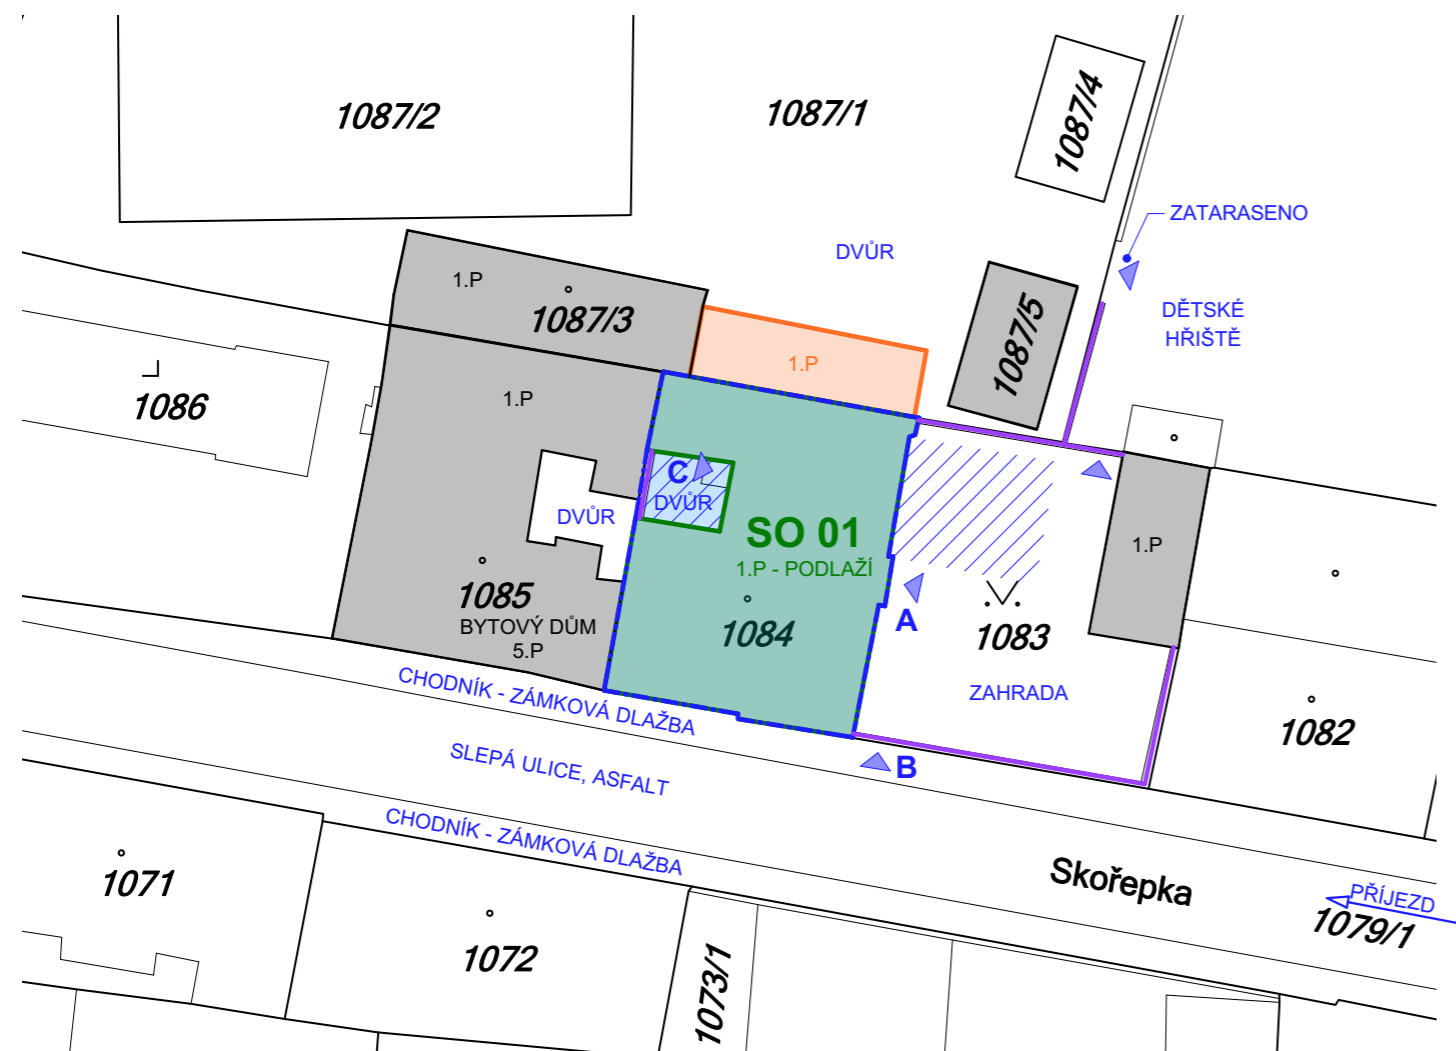 1087/2
1087/1
1087/4
ZATARASENO
DVŮR
1.P
1087/3
1087/5
DĚTSKÉ
HŘIŠTĚ
1.P
1086
1.P
C
DVŮR
DVŮR
SO 01
1.P - PODLAŽÍ
1.P
1085
BYTOVÝ DŮM
5.P
1084
A
1083
ZAHRADA
1082
CHODNÍK - ZÁMKOVÁ DLAŽBA
B
SLEPÁ ULICE, ASFALT
CHODNÍK - ZÁMKOVÁ DLAŽBA
Skořepka
PŘÍJEZD
1079/1
1071
1072
1073/1